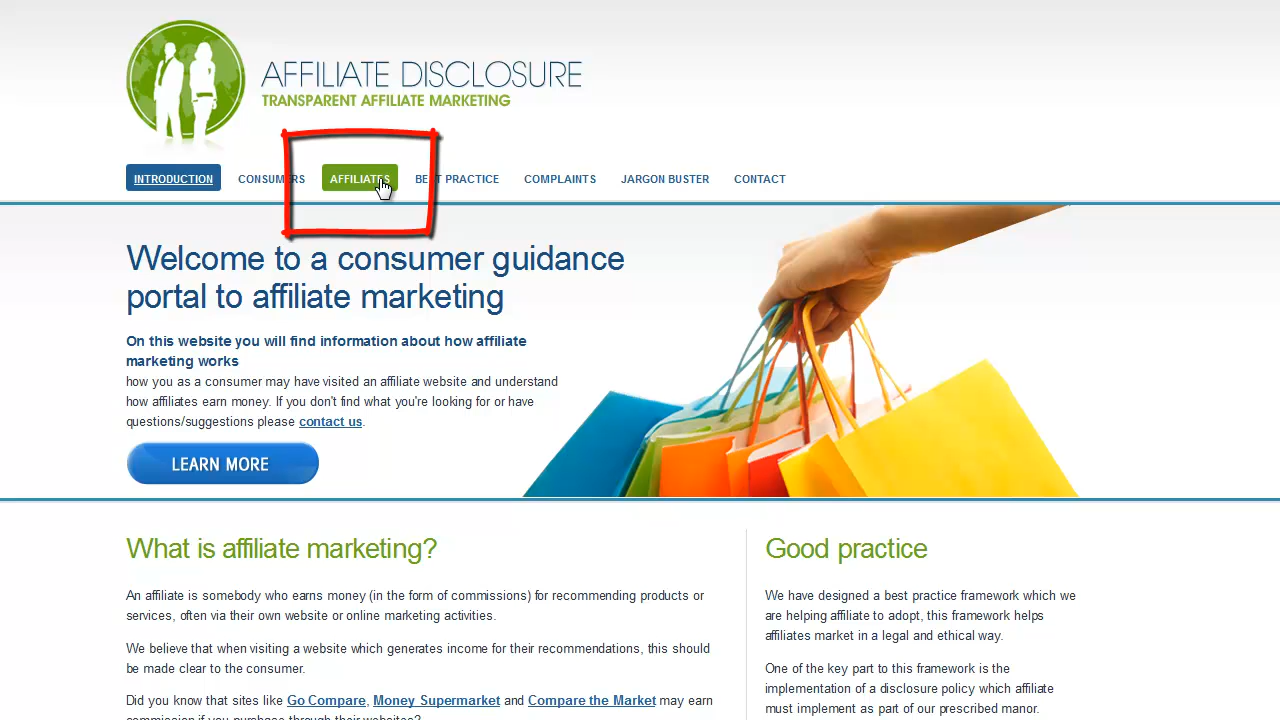 AFFILIATE DISCLOSURE
TRANSPARENT AFFILIATE MARKETING
INTRODUCTION CONSUMERS AFFILIATES BEST PRACTICE COMPLAINTS JARGON BUSTER CONTACT
Welcome to a consumer guidance
portal to affiliate marketing
On this website you will find information about how affiliate
marketing works
how you as a consumer may have visited an affiliate website and understand
how affiliates earn money. If you don't find what you're looking for or have
questions/suggestions please contact us.
LEARN MORE
What is affiliate marketing?
An affiliate is somebody who earns money (in the form of commissions) for recommending products or
services, often via their own website or online marketing activities.
We believe that when visiting a website which generates income for their recommendations, this should
be made clear to the consumer.
Did you know that sites like Go Compare, Money Supermarket and Compare the Market may earn
commission if you purchase through their websites?
Good practice
We have designed a best practice framework which we
are helping affiliate to adopt, this framework helps
affiliates market in a legal and ethical way.
One of the key part to this framework is the
implementation of a disclosure policy which affiliate
must implement as part of our prescribed manor.